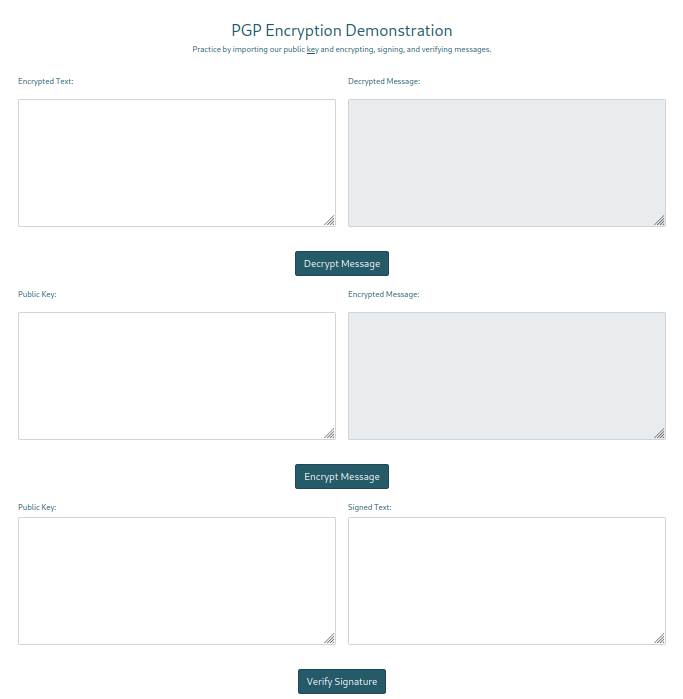 PGP Encryption Demonstration
Practice by importing our public key and encrypting, signing, and verifying messages.
Encrypted Text:
Decrypted Message:
Decrypt Message
Public Key:
Encrypted Message:
Encrypt Message
Public Key:
Signed Text:
Verify Signature